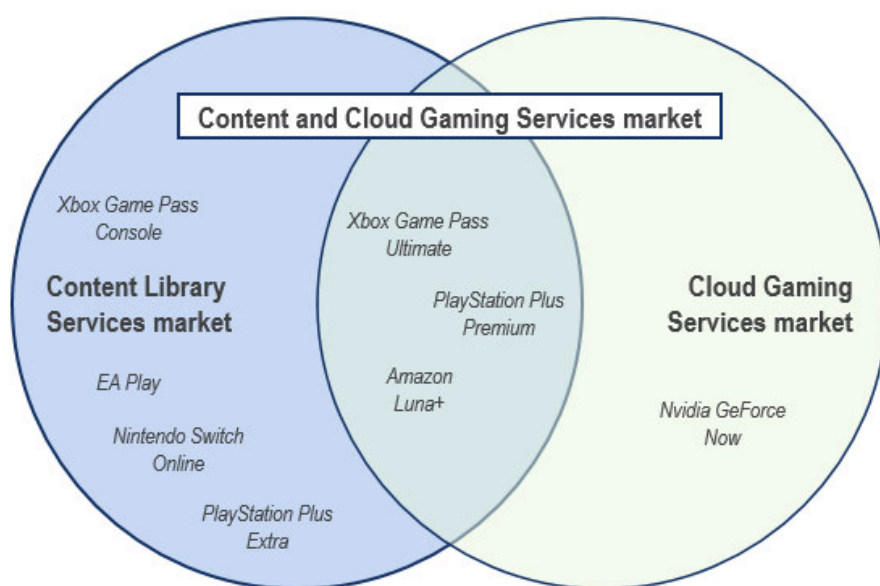 Content and Cloud Gaming Services market
Xbox Game Pass
Console
Xbox Game Pass
Ultimate
Content Library
Services market
PlayStation Plus
Premium
Cloud Gaming
Services market
EA Play
Amazon
Luna+
Nvidia GeForce
Now
Nintendo Switch
Online
PlayStation Plus
Extra